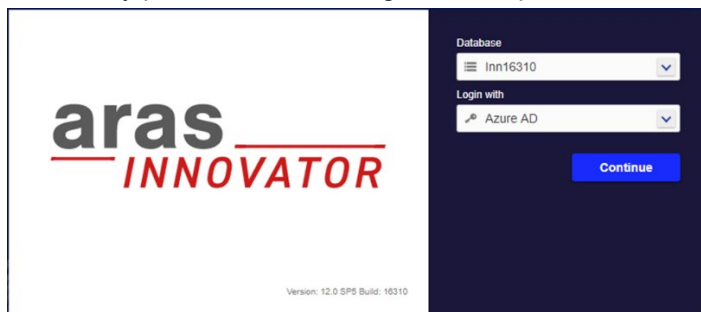 aras
INNOVATOR
Version: 12.0 SP5 Build: 16310
Database
Inn16310
Login with
Azure AD
Continue